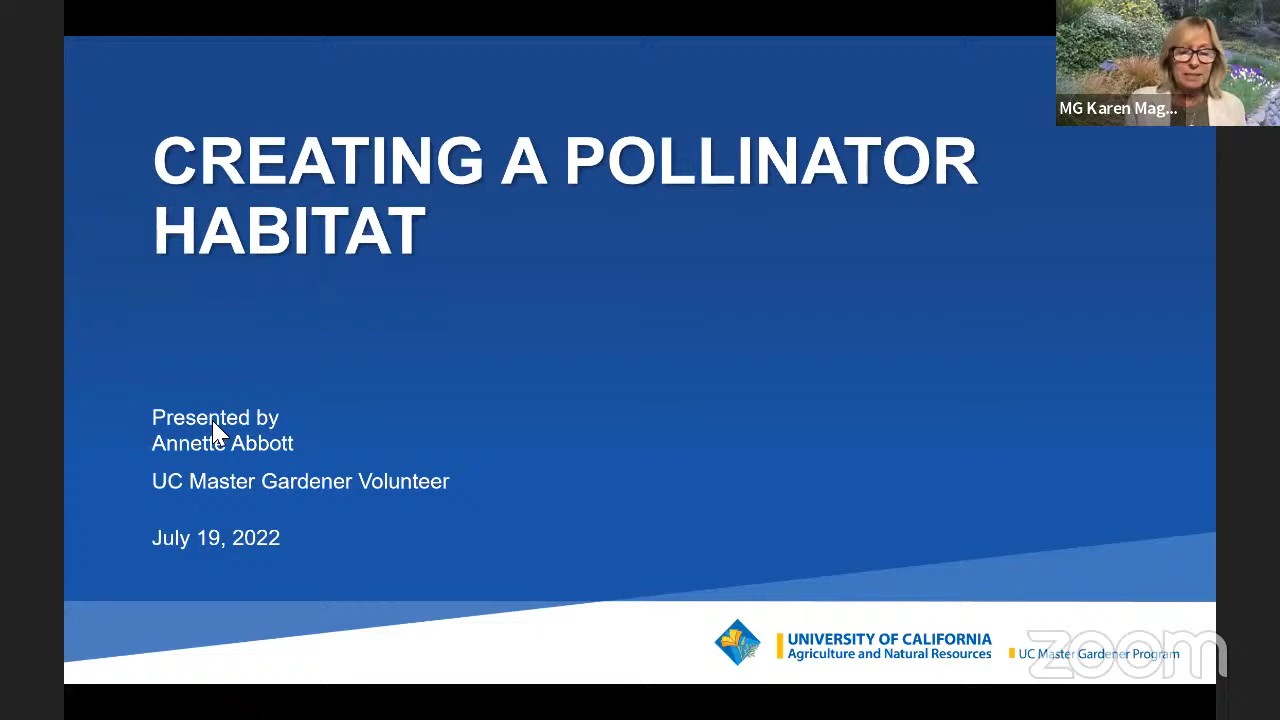 MG Karen Mag...
CREATING A POLLINATOR
HABITAT
Presented by
Annette Abbott
UC Master Gardener Volunteer
July 19, 2022
UNIVERSITY OF CALIFORNIA
Agriculture and Natural Resources
UC Master Gardener Program
zoom